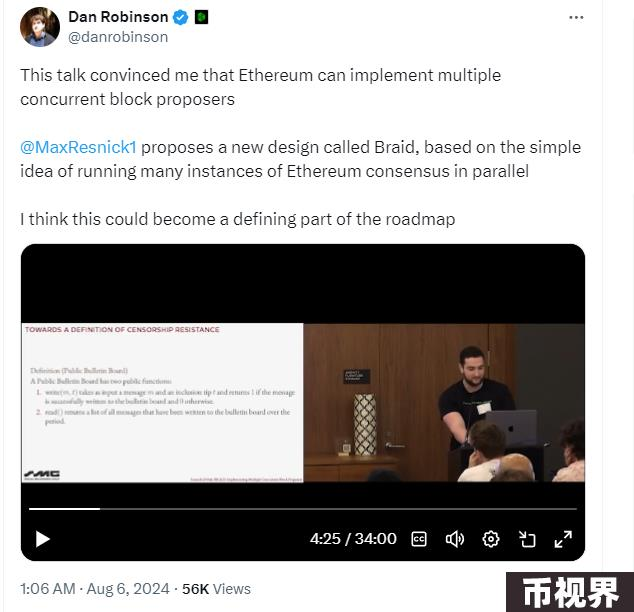 Dan Robinson
@danrobinson
This talk convinced me that Ethereum can implement multiple
concurrent block proposers
@MaxResnick1 proposes a new design called Braid, based on the simple
idea of running many instances of Ethereum consensus in parallel
I think this could become a defining part of the roadmap
TOWARDS A DEFINITION OF CENSORSHIP RESISTANCE
Definition (Public Bulletin Board)
A Public Bulletin Board has two public functions:
1. write(m, t) takes as input a message m and an inclusion tip t and returns 1 if the message
is successfully written to the bulletin board and 0 otherwise.
2. read() returns a list of all messages that have been written to the bulletin board over the
period.
SMG
4:25 / 34:00
CC
1:06 AM · Aug 6, 2024 · 56K Views
币视界